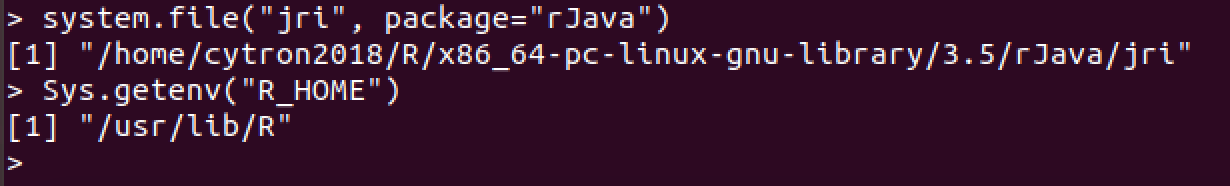 > system.file("jri", package="rJava")
[1] "/home/cytron2018/R/x86_64-pc-linux-gnu-library/3.5/rJava/jri"
> Sys.getenv("R_HOME")
[1] "/usr/lib/R"
>